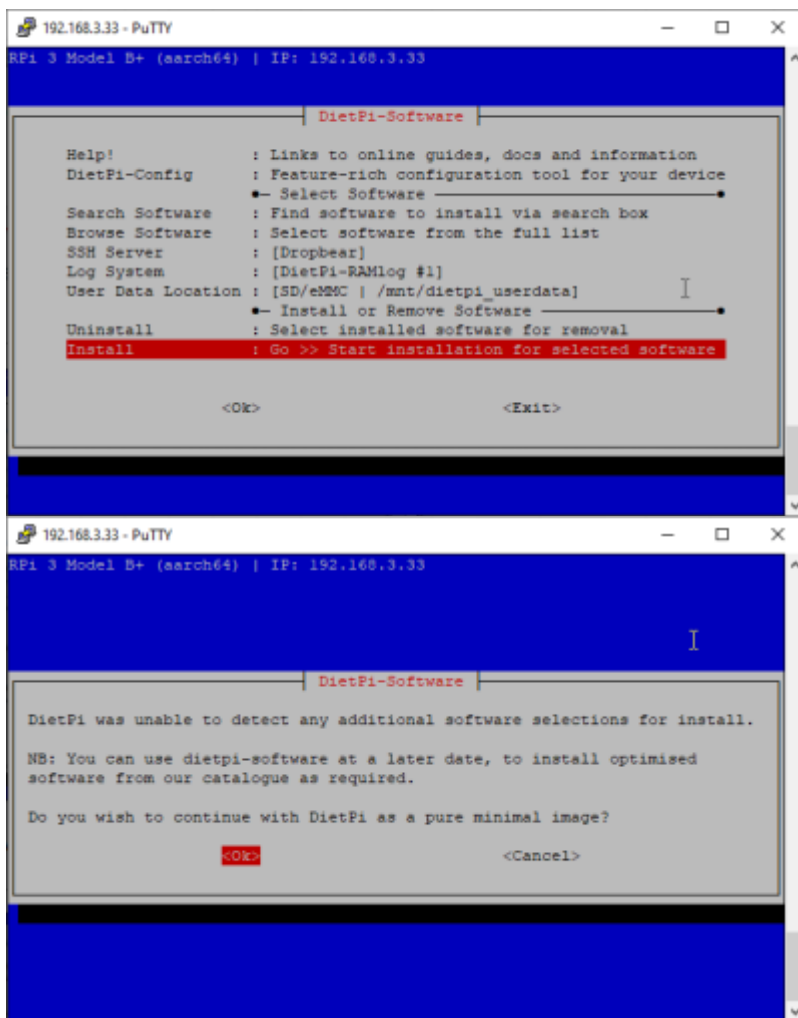 192.168.3.33 - PuTTY
RPi 3 Model B+ (aarch64) | IP: 192.168.3.33
DietPi-Software
Help! : Links to online guides, docs and information
DietPi-Config : Feature-rich configuration tool for your device
●─ Select Software ─●
Search Software : Find software to install via search box
Browse Software : Select software from the full list
SSH Server : [Dropbear]
Log System : [DietPi-RAMlog #1]
User Data Location : [SD/eMMC | /mnt/dietpi_userdata]
●─ Install or Remove Software ─●
Uninstall : Select installed software for removal
Install : Go >> Start installation for selected software
<Ok> <Exit>
192.168.3.33 - PuTTY
RPi 3 Model B+ (aarch64) | IP: 192.168.3.33
DietPi-Software
DietPi was unable to detect any additional software selections for install.
NB: You can use dietpi-software at a later date, to install optimised
software from our catalogue as required.
Do you wish to continue with DietPi as a pure minimal image?
<Ok> <Cancel>